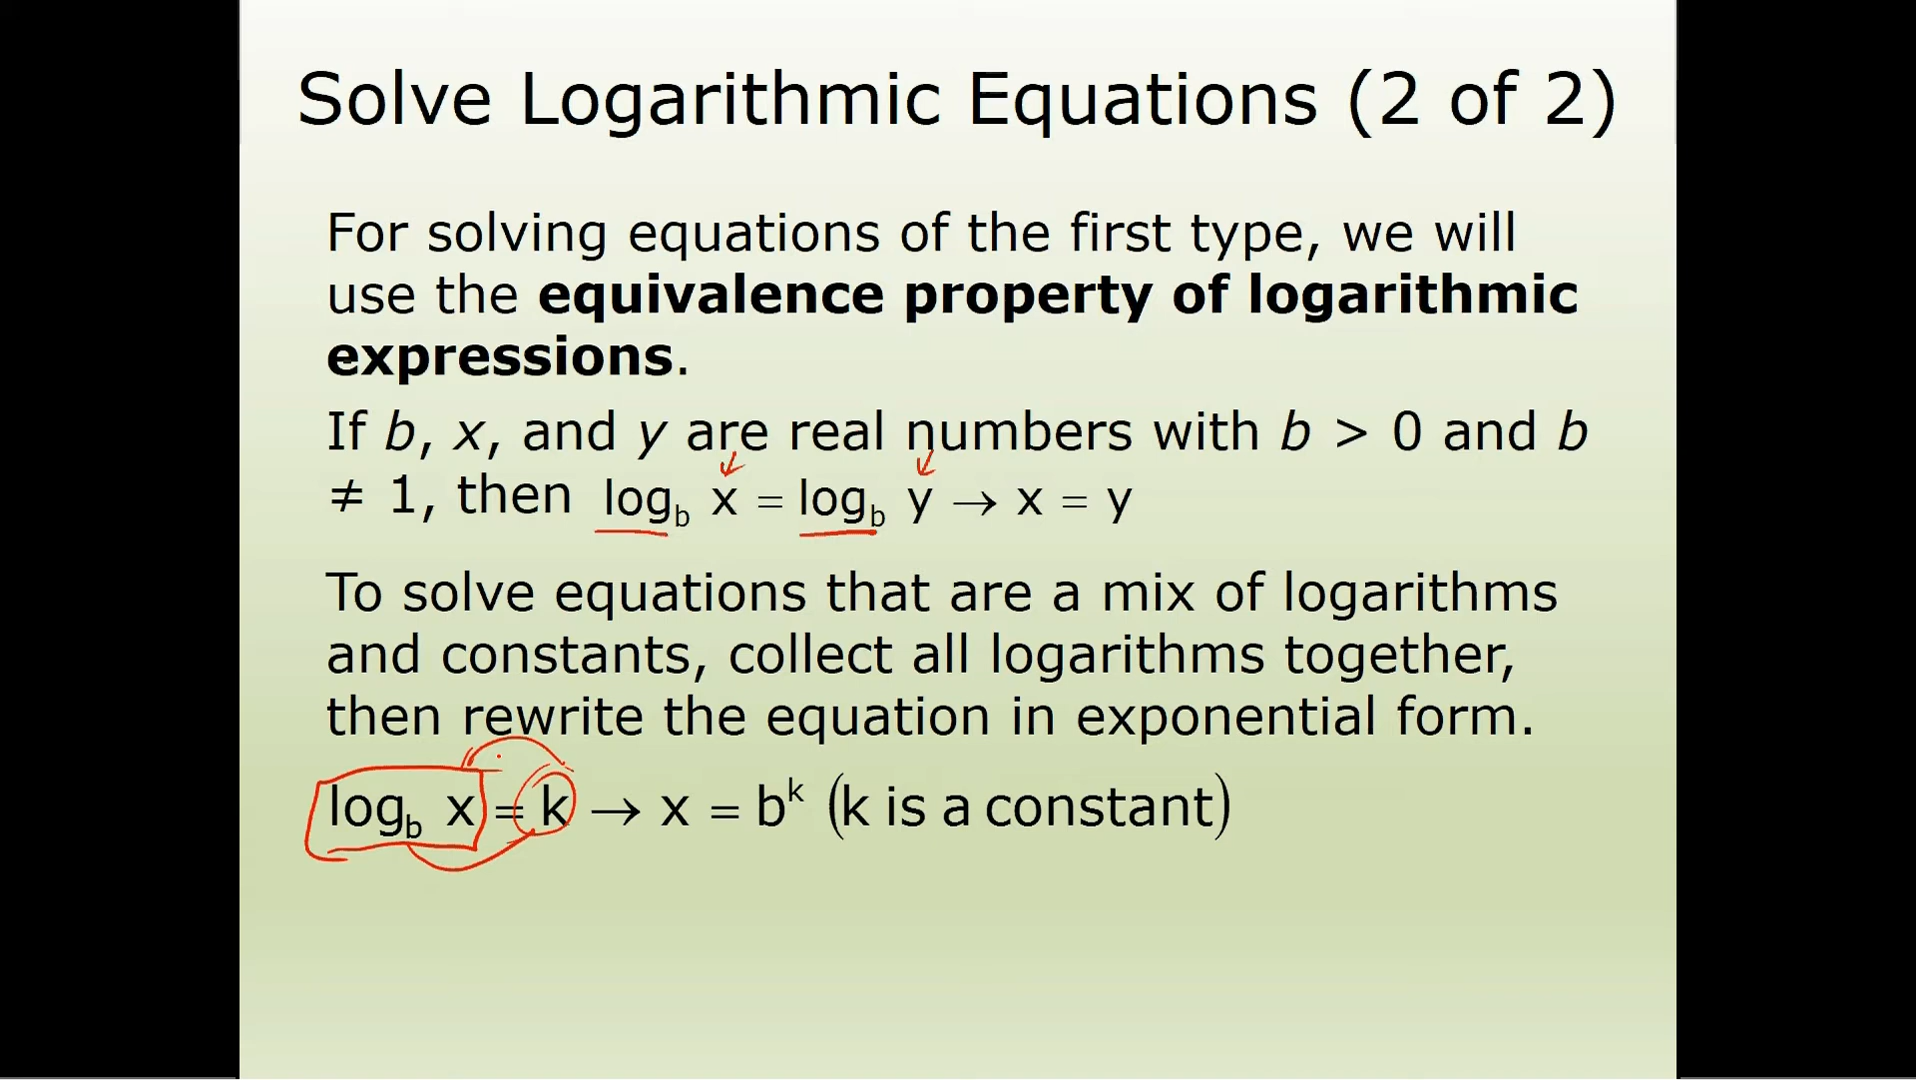 Solve Logarithmic Equations (2 of 2)
For solving equations of the first type, we will
use the equivalence property of logarithmic
expressions.
If b, x, and y are real numbers with b > 0 and b
≠ 1, then log_b x = log_b y → x = y
To solve equations that are a mix of logarithms
and constants, collect all logarithms together,
then rewrite the equation in exponential form.
log_b x = k → x = b^k (k is a constant)